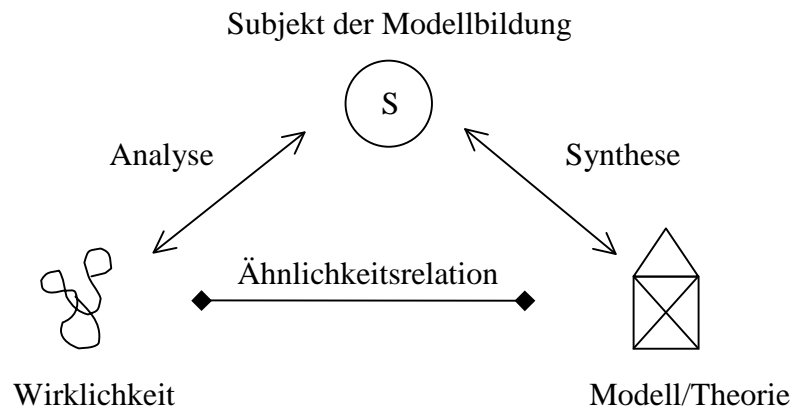 Subjekt der Modellbildung
S
Analyse
Synthese
Ähnlichkeitsrelation
Wirklichkeit
Modell/Theorie